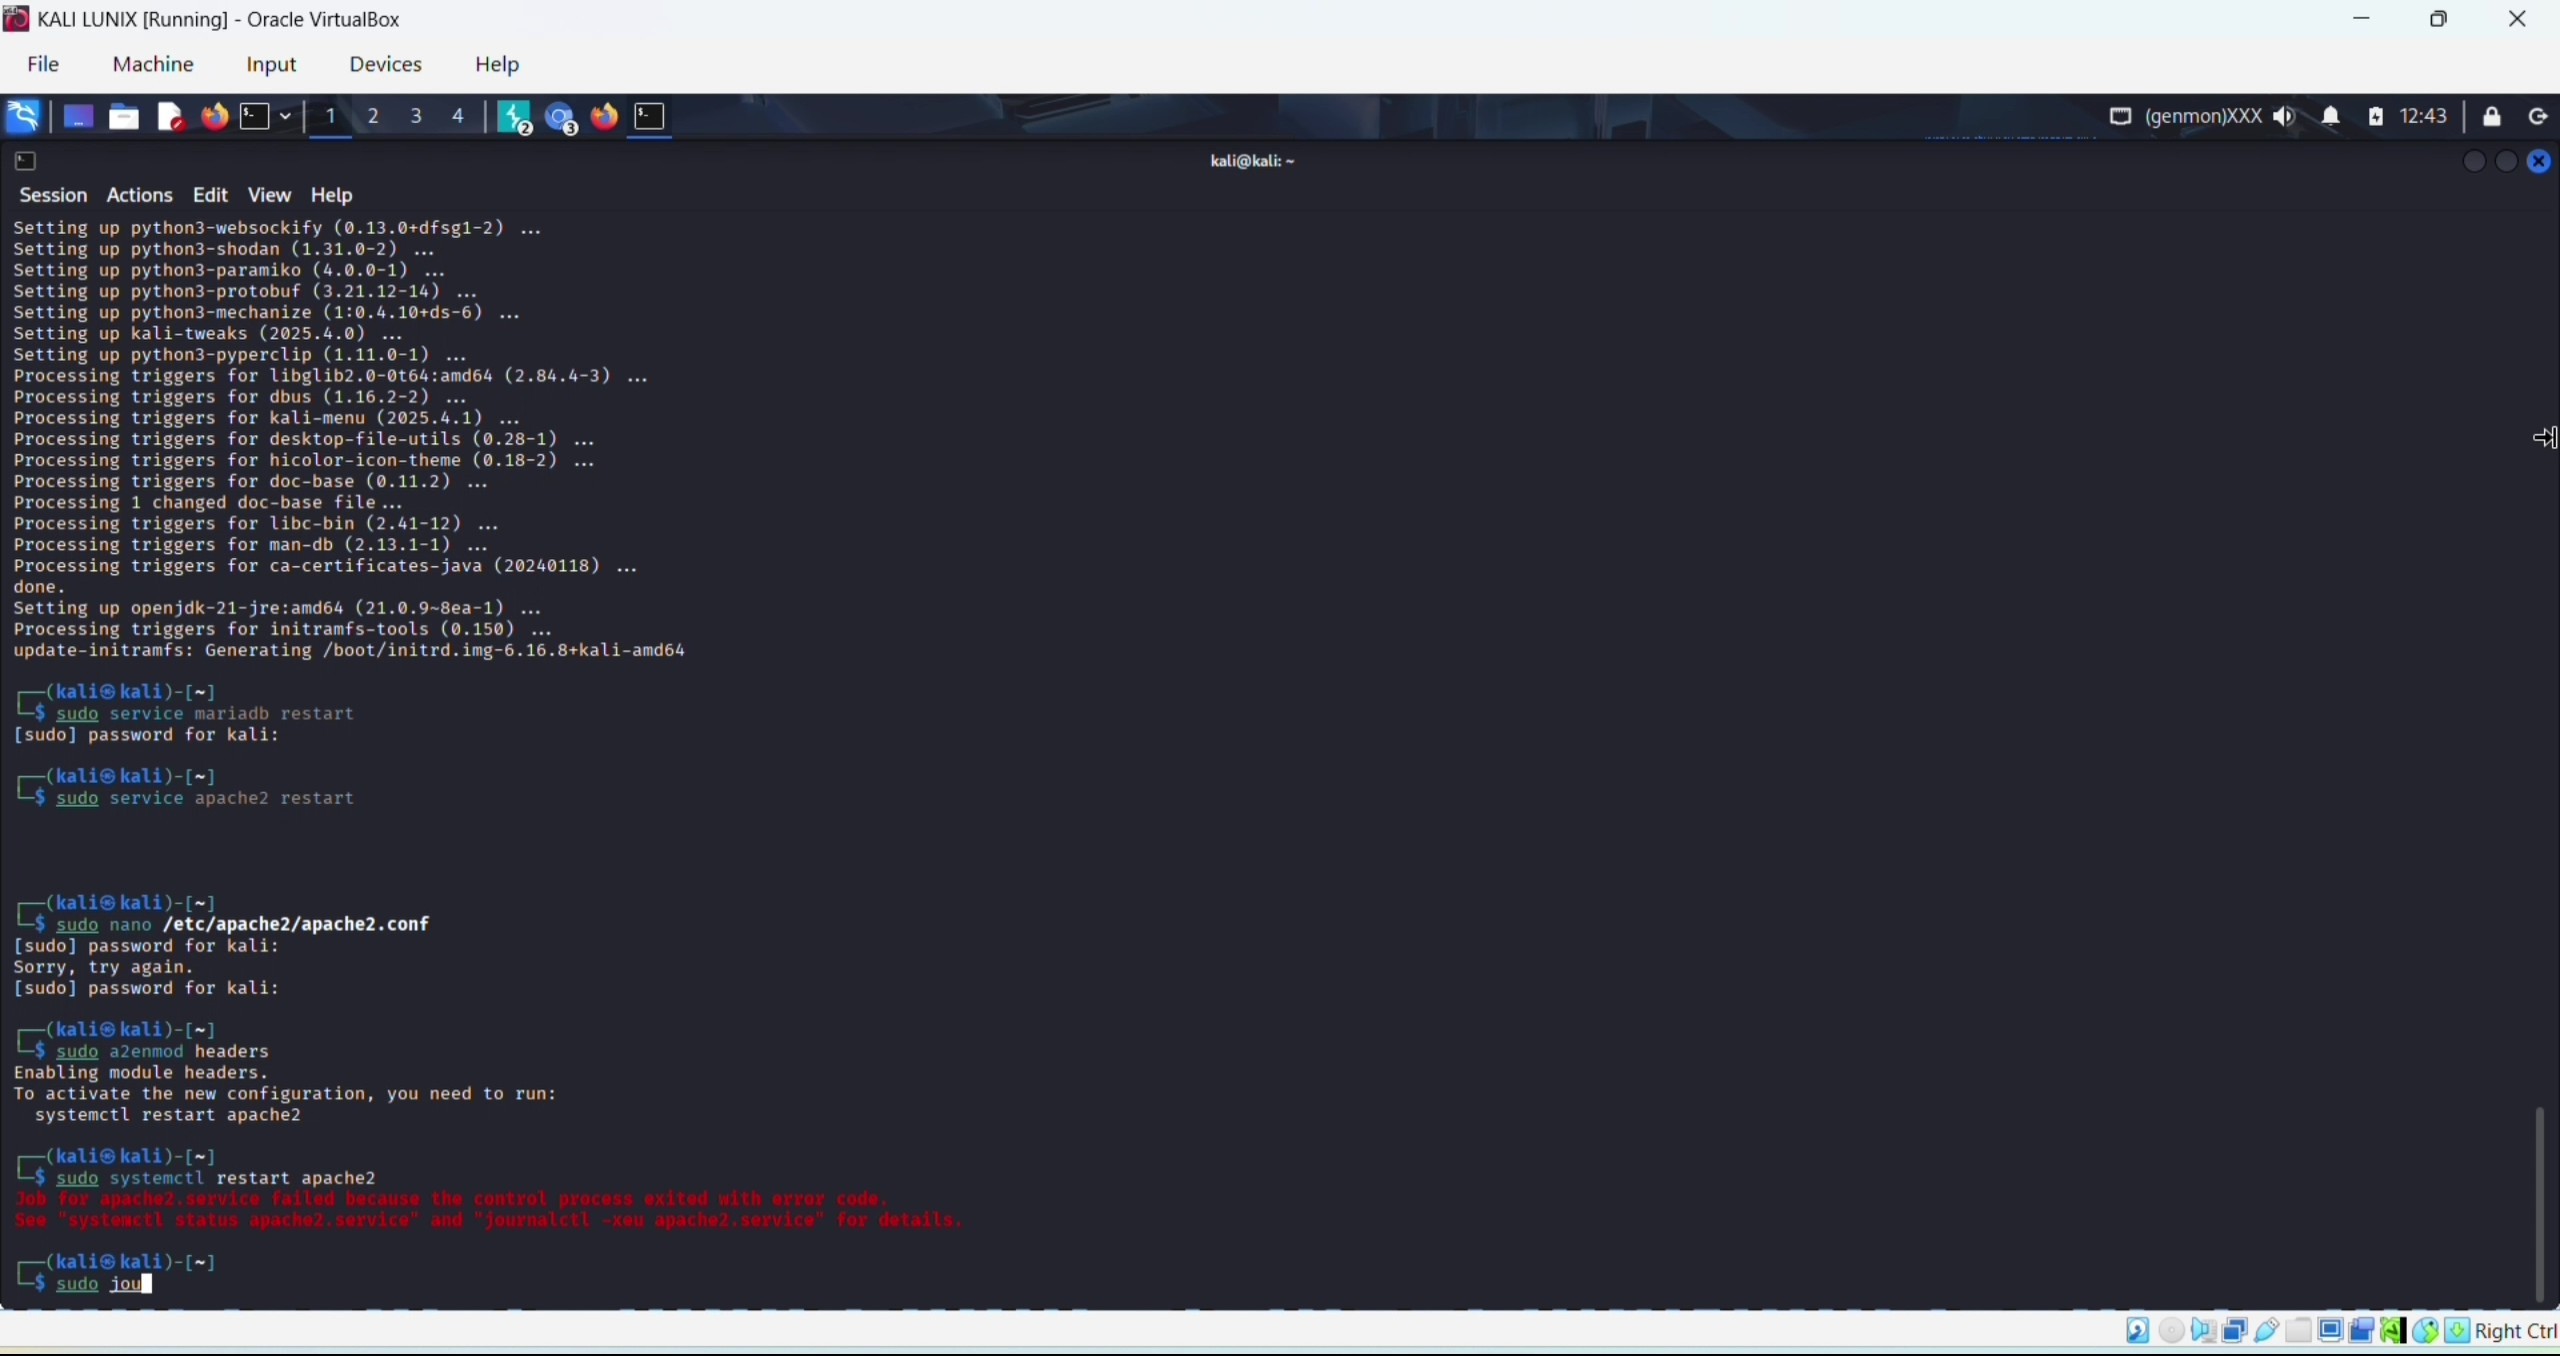 KALI LUNIX [Running] - Oracle VirtualBox
File Machine Input Devices Help
1 2 3 4 2 3 (genmon)XXX 12:43
kali@kali: ~
Session Actions Edit View Help
Setting up python3-websockify (0.13.0+dfsg1-2) ...
Setting up python3-shodan (1.31.0-2) ...
Setting up python3-paramiko (4.0.0-1) ...
Setting up python3-protobuf (3.21.12-14) ...
Setting up python3-mechanize (1:0.4.10+ds-6) ...
Setting up kali-tweaks (2025.4.0) ...
Setting up python3-pyperclip (1.11.0-1) ...
Processing triggers for libglib2.0-0t64:amd64 (2.84.4-3) ...
Processing triggers for dbus (1.16.2-2) ...
Processing triggers for kali-menu (2025.4.1) ...
Processing triggers for desktop-file-utils (0.28-1) ...
Processing triggers for hicolor-icon-theme (0.18-2) ...
Processing triggers for doc-base (0.11.2) ...
Processing 1 changed doc-base file...
Processing triggers for libc-bin (2.41-12) ...
Processing triggers for man-db (2.13.1-1) ...
Processing triggers for ca-certificates-java (20240118) ...
done.
Setting up openjdk-21-jre:amd64 (21.0.9~8ea-1) ...
Processing triggers for initramfs-tools (0.150) ...
update-initramfs: Generating /boot/initrd.img-6.16.8+kali-amd64
┌──(kali㉿kali)-[~]
└─$ sudo service mariadb restart
[sudo] password for kali:
┌──(kali㉿kali)-[~]
└─$ sudo service apache2 restart
┌──(kali㉿kali)-[~]
└─$ sudo nano /etc/apache2/apache2.conf
[sudo] password for kali:
Sorry, try again.
[sudo] password for kali:
┌──(kali㉿kali)-[~]
└─$ sudo a2enmod headers
Enabling module headers.
To activate the new configuration, you need to run:
systemctl restart apache2
┌──(kali㉿kali)-[~]
└─$ sudo systemctl restart apache2
Job for apache2.service failed because the control process exited with error code.
See "systemctl status apache2.service" and "journalctl -xeu apache2.service" for details.
┌──(kali㉿kali)-[~]
└─$ sudo jou
Right Ctrl